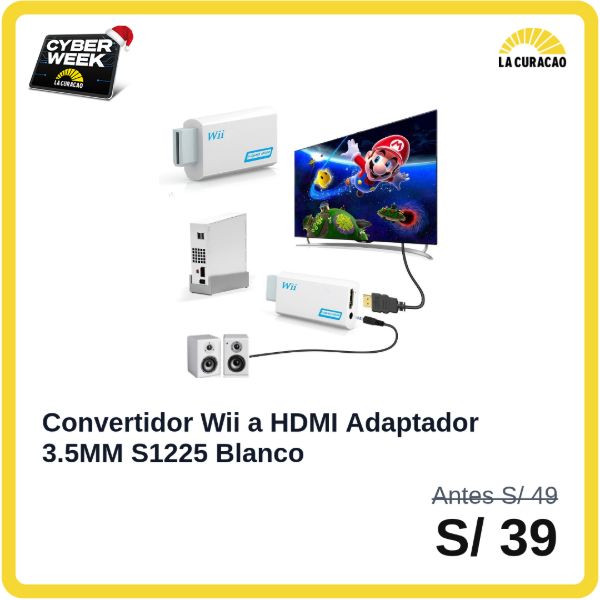 CYBER
WEEK
LA CURACAO
LA CURACAO
Wii
Wii
Convertidor Wii a HDMI Adaptador
3.5MM S1225 Blanco
Antes S/ 49
S/ 39